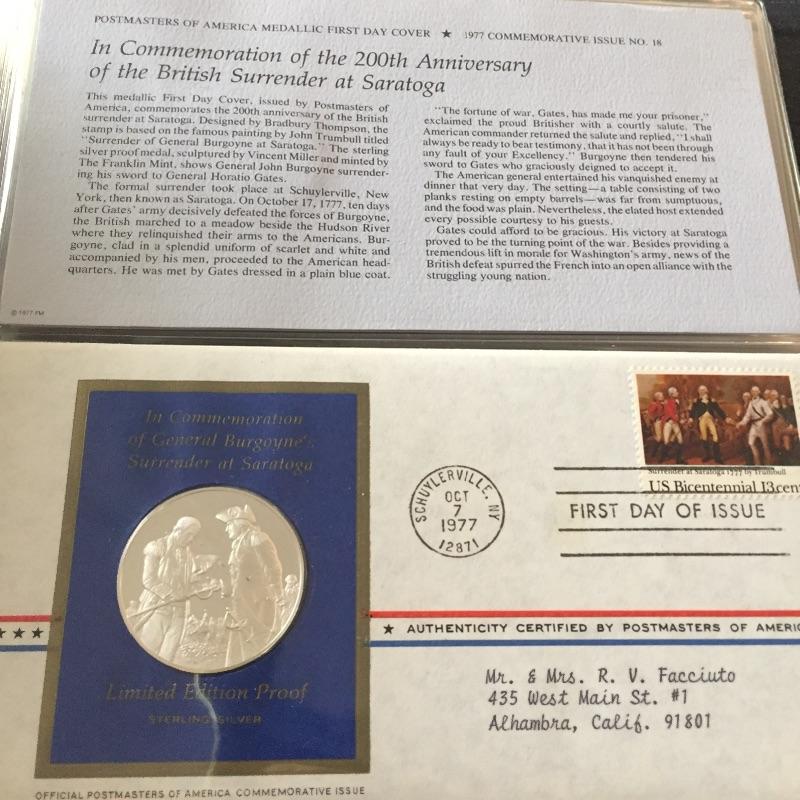 POSTMASTERS OF AMERICA MEDALLIC FIRST DAY COVER ★ 1977 COMMEMORATIVE ISSUE NO. 18
In Commemoration of the 200th Anniversary
of the British Surrender at Saratoga
This medallic First Day Cover, issued by Postmasters of
America, commemorates the 200th anniversary of the British
surrender at Saratoga. Designed by Bradbury Thompson, the
stamp is based on the famous painting by John Trumbull titled
"Surrender of General Burgoyne at Saratoga." The sterling
silver proof medal, sculptured by Vincent Miller and minted by
The Franklin Mint, shows General John Burgoyne surrender-
ing his sword to General Horatio Gates.
The formal surrender took place at Schuylerville, New
York, then known as Saratoga. On October 17, 1777, ten days
after Gates' army decisively defeated the forces of Burgoyne,
the British marched to a meadow beside the Hudson River
where they relinquished their arms to the Americans. Bur-
goyne, clad in a splendid uniform of scarlet and white and
accompanied by his men, proceeded to the American head-
quarters. He was met by Gates dressed in a plain blue coat.
"The fortune of war, Gates, has made me your prisoner,"
exclaimed the proud Britisher with a courtly salute. The
American commander returned the salute and replied, "I shall
always be ready to bear testimony, that it has not been through
any fault of your Excellency." Burgoyne then tendered his
sword to Gates who graciously deigned to accept it.
The American general entertained his vanquished enemy at
dinner that very day. The setting—a table consisting of two
planks resting on empty barrels—was far from sumptuous,
and the food was plain. Nevertheless, the elated host extended
every possible courtesy to his guests.
Gates could afford to be gracious. His victory at Saratoga
proved to be the turning point of the war. Besides providing a
tremendous lift in morale for Washington's army, news of the
British defeat spurred the French into an open alliance with the
struggling young nation.
© 1977 FM
In Commemoration
of General Burgoyne's
Surrender at Saratoga
Limited Edition Proof
STERLING SILVER
OFFICIAL POSTMASTERS OF AMERICA COMMEMORATIVE ISSUE
SCHUYLERVILLE, NY
OCT
7
1977
12871
Surrender at Saratoga 1777 by Trumbull
US Bicentennial 13cen
FIRST DAY OF ISSUE
★ AUTHENTICITY CERTIFIED BY POSTMASTERS OF AMERIC
Mr. & Mrs. R. V. Facciuto
435 West Main St. #1
Alhambra, Calif. 91801